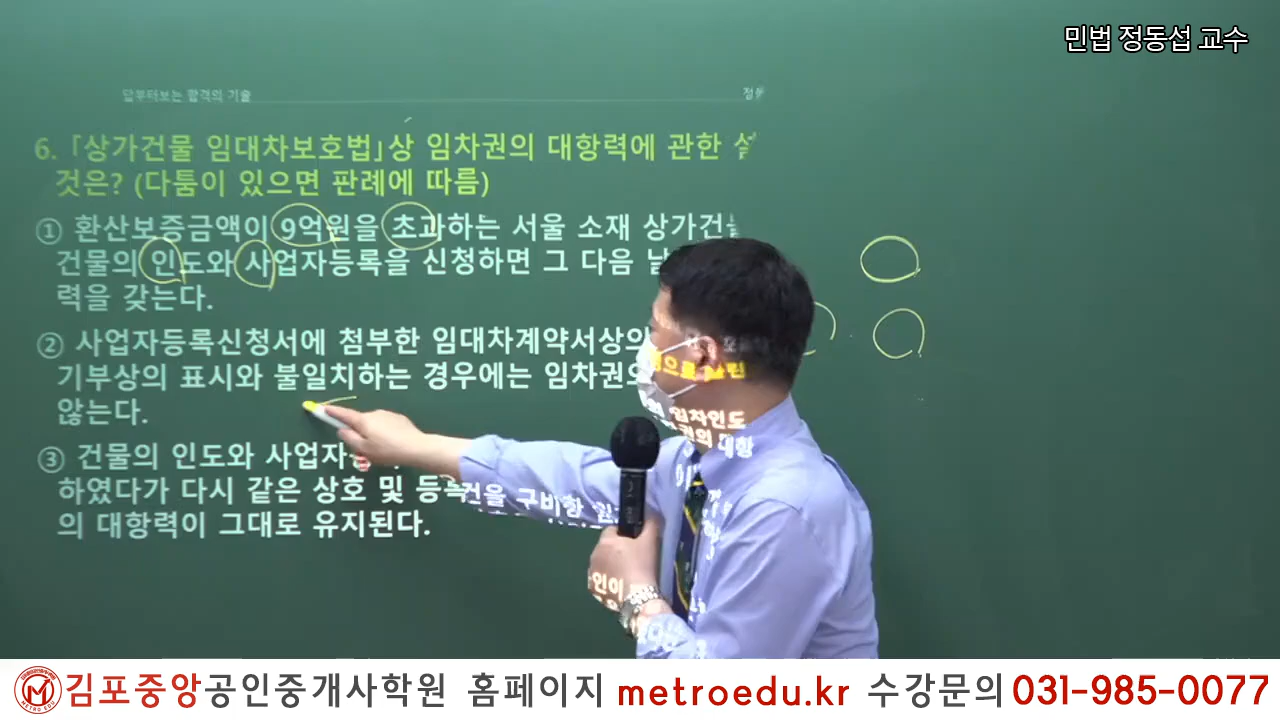 민법 정동섭 교수
답부터보는 합격의 기술
6. 「상가건물 임대차보호법」상 임차권의 대항력에 관한
것은? (다툼이 있으면 판례에 따름)
① 환산보증금액이 9억원을 초과하는 서울 소재 상가건
건물의 인도와 사업자등록을 신청하면 그 다음
력을 갖는다.
② 사업자등록신청서에 첨부한 임대차계약서상의
기부상의 표시와 불일치하는 경우에는
않는다.
③ 건물의 인도와
하였다가 다시 같은 상호 및
의 대항력이 그대로 유지된다.
임차인도
대항
구비함
METRO EDU
김포중앙공인중개사학원 홈페이지 metroedu.kr 수강문의 031-985-0077